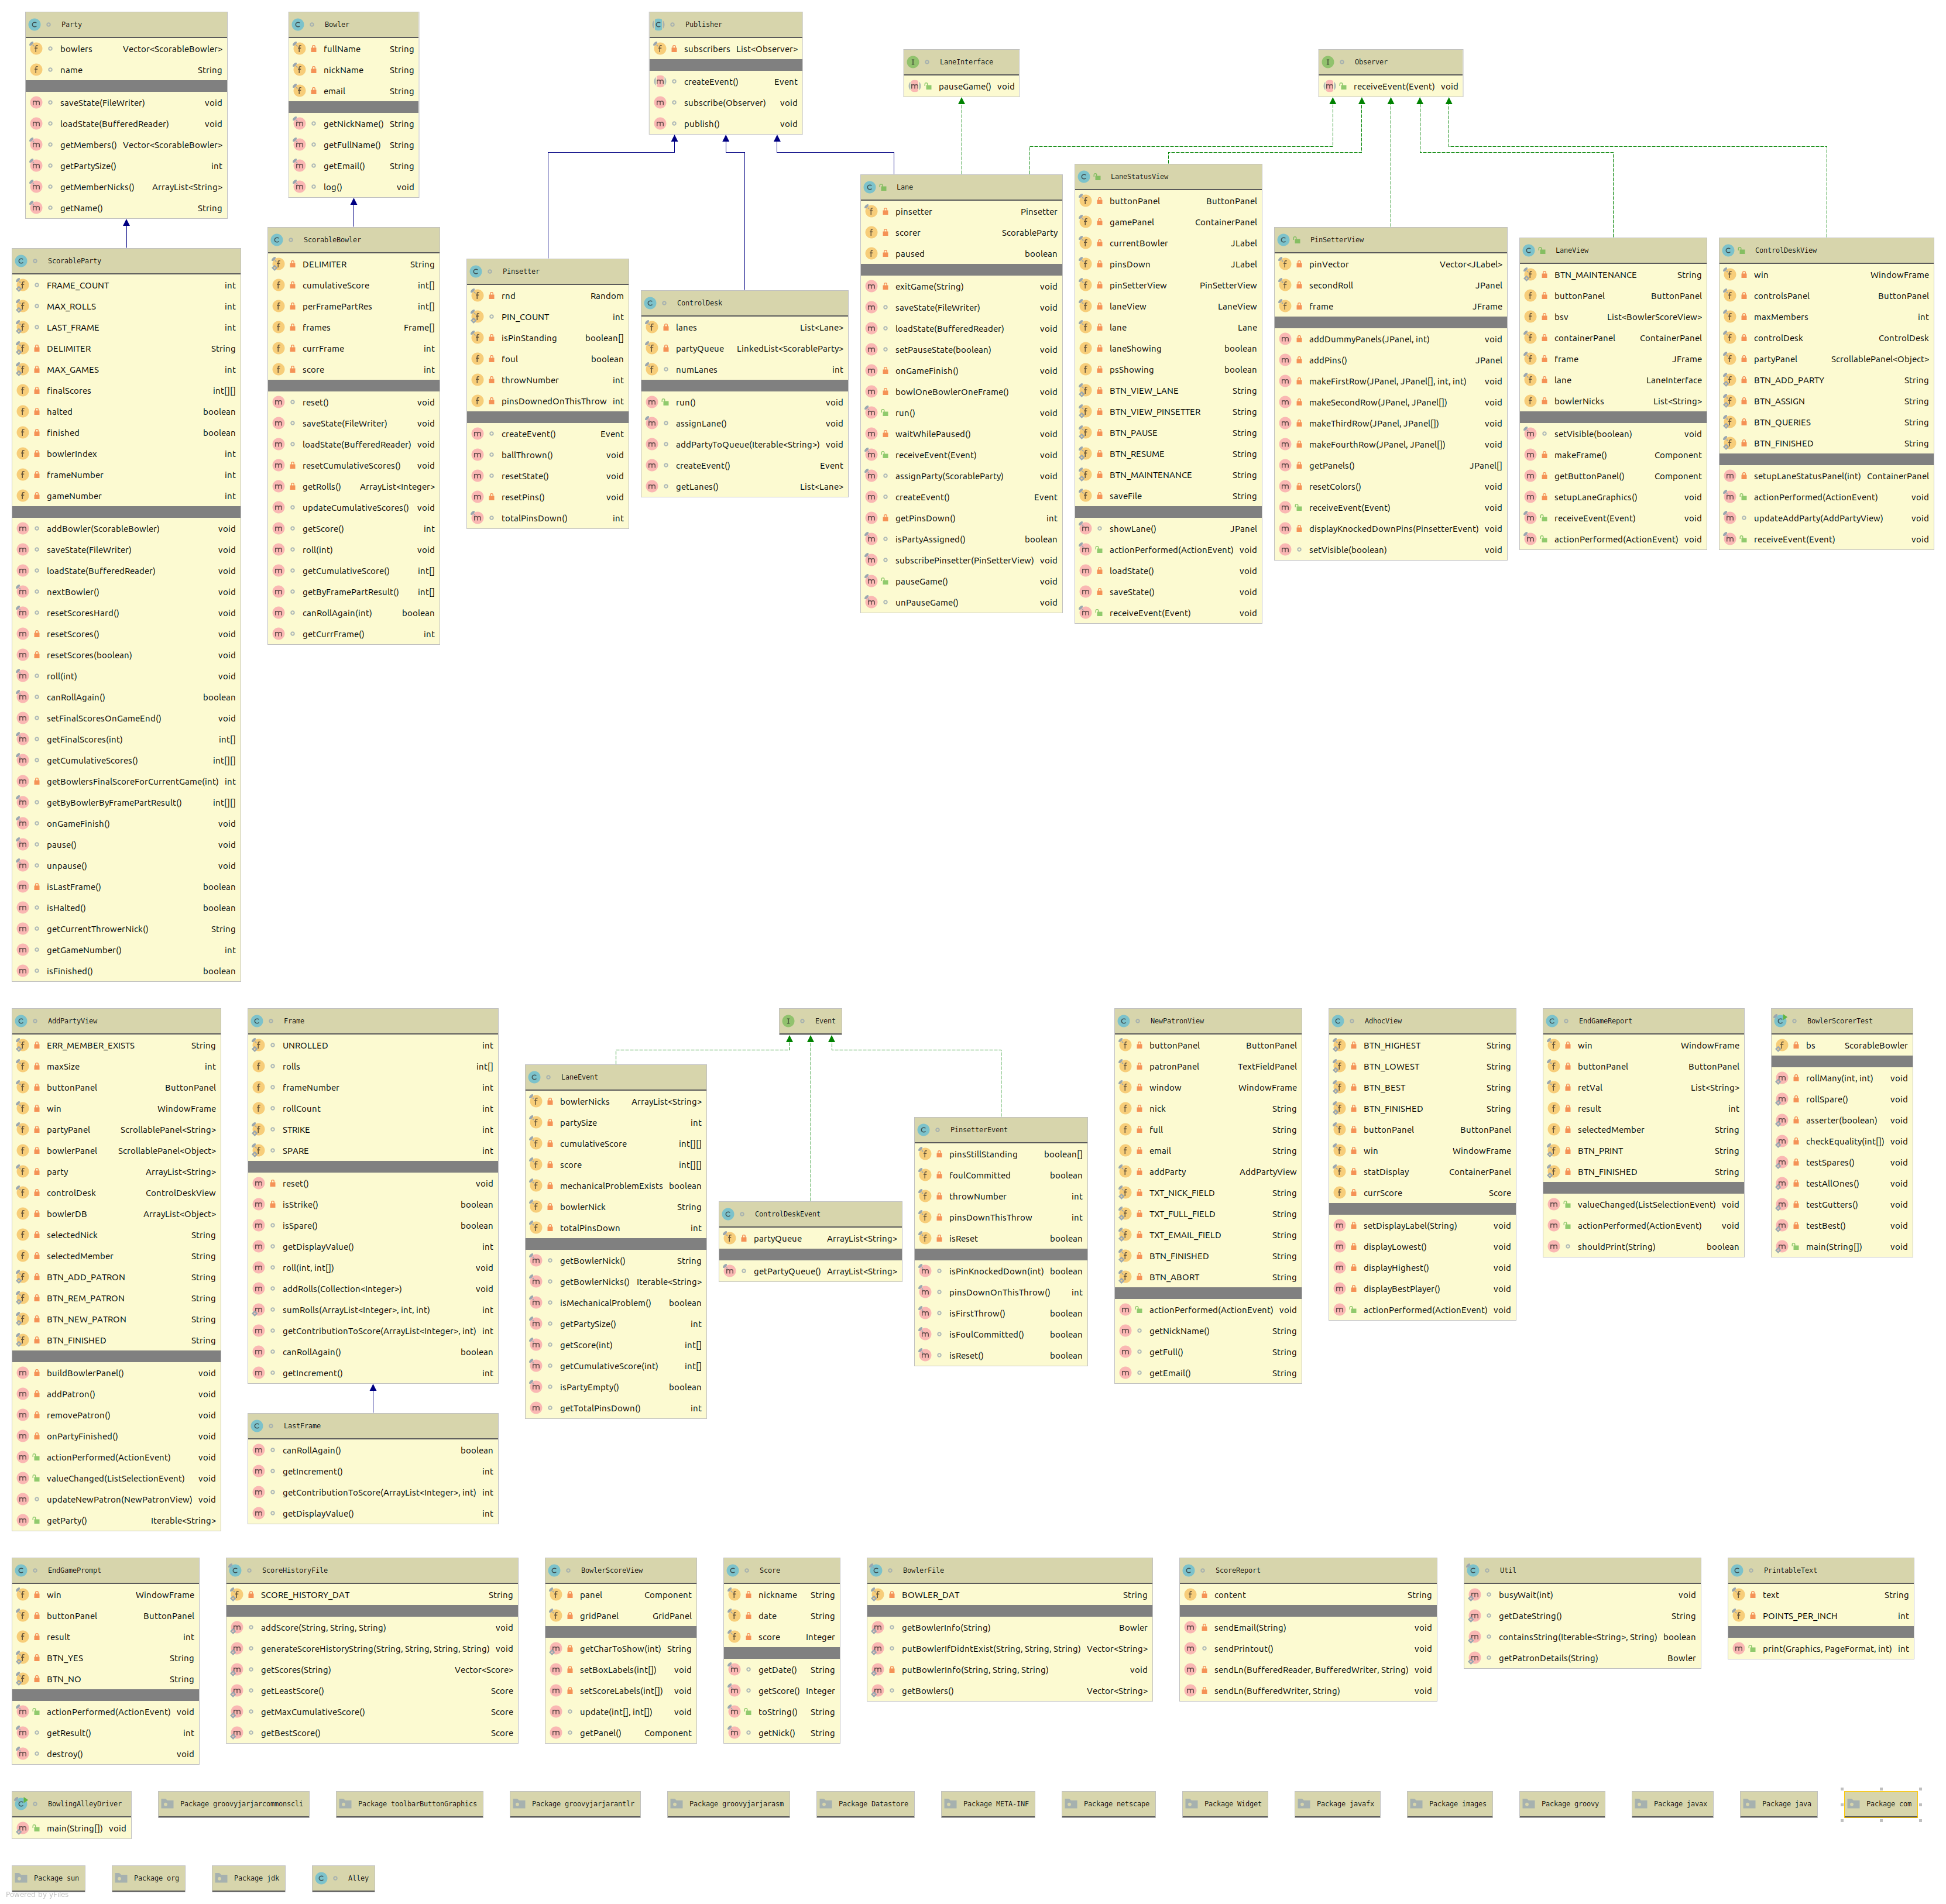 Party
bowlers Vector<ScorableBowler>
name String
saveState(FileWriter) void
loadState(BufferedReader) void
getMembers() Vector<ScorableBowler>
getPartySize() int
getMemberNicks() ArrayList<String>
getName() String
Bowler
fullName String
nickName String
email String
getNickName() String
getFullName() String
getEmail() String
log() void
Publisher
subscribers List<Observer>
createEvent() Event
subscribe(Observer) void
publish() void
LaneInterface
pauseGame() void
Observer
receiveEvent(Event) void
ScorableParty
FRAME_COUNT int
MAX_ROLLS int
LAST_FRAME int
DELIMITER String
MAX_GAMES int
finalScores int[][]
halted boolean
finished boolean
bowlerIndex int
frameNumber int
gameNumber int
addBowler(ScorableBowler) void
saveState(FileWriter) void
loadState(BufferedReader) void
nextBowler() void
resetScoresHard() void
resetScores() void
resetScores(boolean) void
roll(int) void
canRollAgain() boolean
setFinalScoresOnGameEnd() void
getFinalScores(int) int[]
getCumulativeScores() int[][]
getBowlersFinalScoreForCurrentGame(int) int
getByBowlerByFramePartResult() int[][]
onGameFinish() void
pause() void
unpause() void
isLastFrame() boolean
isHalted() boolean
getCurrentThrowerNick() String
getGameNumber() int
isFinished() boolean
ScorableBowler
DELIMITER String
cumulativeScore int[]
perFramePartRes int[]
frames Frame[]
currFrame int
score int
reset() void
saveState(FileWriter) void
loadState(BufferedReader) void
resetCumulativeScores() void
getRolls() ArrayList<Integer>
updateCumulativeScores() void
getScore() int
roll(int) void
getCumulativeScore() int[]
getByFramePartResult() int[]
canRollAgain(int) boolean
getCurrFrame() int
Pinsetter
rnd Random
PIN_COUNT int
isPinStanding boolean[]
foul boolean
throwNumber int
pinsDownedOnThisThrow int
createEvent() Event
ballThrown() void
resetState() void
resetPins() void
totalPinsDown() int
ControlDesk
lanes List<Lane>
partyQueue LinkedList<ScorableParty>
numLanes int
run() void
assignLane() void
addPartyToQueue(Iterable<String>) void
createEvent() Event
getLanes() List<Lane>
Lane
pinsetter Pinsetter
scorer ScorableParty
paused boolean
exitGame(String) void
saveState(FileWriter) void
loadState(BufferedReader) void
setPauseState(boolean) void
onGameFinish() void
bowlOneBowlerOneFrame() void
run() void
waitWhilePaused() void
receiveEvent(Event) void
assignParty(ScorableParty) void
createEvent() Event
getPinsDown() int
isPartyAssigned() boolean
subscribePinsetter(PinSetterView) void
pauseGame() void
unPauseGame() void
LaneStatusView
buttonPanel ButtonPanel
gamePanel ContainerPanel
currentBowler JLabel
pinsDown JLabel
pinSetterView PinSetterView
laneView LaneView
lane Lane
laneShowing boolean
psShowing boolean
BTN_VIEW_LANE String
BTN_VIEW_PINSETTER String
BTN_PAUSE String
BTN_RESUME String
BTN_MAINTENANCE String
saveFile String
showLane() JPanel
actionPerformed(ActionEvent) void
loadState() void
saveState() void
receiveEvent(Event) void
PinSetterView
pinVector Vector<JLabel>
secondRoll JPanel
frame JFrame
addDummyPanels(JPanel, int) void
addPins() JPanel
makeFirstRow(JPanel, JPanel[], int, int) void
makeSecondRow(JPanel, JPanel[]) void
makeThirdRow(JPanel, JPanel[]) void
makeFourthRow(JPanel, JPanel[]) void
getPanels() JPanel[]
resetColors() void
receiveEvent(Event) void
displayKnockedDownPins(PinsetterEvent) void
setVisible(boolean) void
LaneView
BTN_MAINTENANCE String
buttonPanel ButtonPanel
bsv List<BowlerScoreView>
containerPanel ContainerPanel
frame JFrame
lane LaneInterface
bowlerNicks List<String>
setVisible(boolean) void
makeFrame() Component
getButtonPanel() Component
setupLaneGraphics() void
receiveEvent(Event) void
actionPerformed(ActionEvent) void
ControlDeskView
win WindowFrame
controlsPanel ButtonPanel
maxMembers int
controlDesk ControlDesk
partyPanel ScrollablePanel<Object>
BTN_ADD_PARTY String
BTN_ASSIGN String
BTN_QUERIES String
BTN_FINISHED String
setupLaneStatusPanel(int) ContainerPanel
actionPerformed(ActionEvent) void
updateAddParty(AddPartyView) void
receiveEvent(Event) void
AddPartyView
ERR_MEMBER_EXISTS String
maxSize int
buttonPanel ButtonPanel
win WindowFrame
partyPanel ScrollablePanel<String>
bowlerPanel ScrollablePanel<Object>
party ArrayList<String>
controlDesk ControlDeskView
bowlerDB ArrayList<Object>
selectedNick String
selectedMember String
BTN_ADD_PATRON String
BTN_REM_PATRON String
BTN_NEW_PATRON String
BTN_FINISHED String
buildBowlerPanel() void
addPatron() void
removePatron() void
onPartyFinished() void
actionPerformed(ActionEvent) void
valueChanged(ListSelectionEvent) void
updateNewPatron(NewPatronView) void
getParty() Iterable<String>
Frame
UNROLLED int
rolls int[]
frameNumber int
rollCount int
STRIKE int
SPARE int
reset() void
isStrike() boolean
isSpare() boolean
getDisplayValue() int
roll(int, int[]) void
addRolls(Collection<Integer>) void
sumRolls(ArrayList<Integer>, int, int) int
getContributionToScore(ArrayList<Integer>, int) int
canRollAgain() boolean
getIncrement() int
LastFrame
canRollAgain() boolean
getIncrement() int
getContributionToScore(ArrayList<Integer>, int) int
getDisplayValue() int
Event
LaneEvent
bowlerNicks ArrayList<String>
partySize int
cumulativeScore int[][]
score int[][]
mechanicalProblemExists boolean
bowlerNick String
totalPinsDown int
getBowlerNick() String
getBowlerNicks() Iterable<String>
isMechanicalProblem() boolean
getPartySize() int
getScore(int) int[]
getCumulativeScore(int) int[]
isPartyEmpty() boolean
getTotalPinsDown() int
ControlDeskEvent
partyQueue ArrayList<String>
getPartyQueue() ArrayList<String>
PinsetterEvent
pinsStillStanding boolean[]
foulCommitted boolean
throwNumber int
pinsDownThisThrow int
isReset boolean
isPinKnockedDown(int) boolean
pinsDownOnThisThrow() int
isFirstThrow() boolean
isFoulCommitted() boolean
isReset() boolean
NewPatronView
buttonPanel ButtonPanel
patronPanel TextFieldPanel
window WindowFrame
nick String
full String
email String
addParty AddPartyView
TXT_NICK_FIELD String
TXT_FULL_FIELD String
TXT_EMAIL_FIELD String
BTN_FINISHED String
BTN_ABORT String
actionPerformed(ActionEvent) void
getNickName() String
getFull() String
getEmail() String
AdhocView
BTN_HIGHEST String
BTN_LOWEST String
BTN_BEST String
BTN_FINISHED String
buttonPanel ButtonPanel
win WindowFrame
statDisplay ContainerPanel
currScore Score
setDisplayLabel(String) void
displayLowest() void
displayHighest() void
displayBestPlayer() void
actionPerformed(ActionEvent) void
EndGameReport
win WindowFrame
buttonPanel ButtonPanel
retVal List<String>
result int
selectedMember String
BTN_PRINT String
BTN_FINISHED String
valueChanged(ListSelectionEvent) void
actionPerformed(ActionEvent) void
shouldPrint(String) boolean
BowlerScorerTest
bs ScorableBowler
rollMany(int, int) void
rollSpare() void
asserter(boolean) void
checkEquality(int[]) void
testSpares() void
testAllOnes() void
testGutters() void
testBest() void
main(String[]) void
EndGamePrompt
win WindowFrame
buttonPanel ButtonPanel
result int
BTN_YES String
BTN_NO String
actionPerformed(ActionEvent) void
getResult() int
destroy() void
ScoreHistoryFile
SCORE_HISTORY_DAT String
addScore(String, String, String) void
generateScoreHistoryString(String, String, String, String) void
getScores(String) Vector<Score>
getLeastScore() Score
getMaxCumulativeScore() Score
getBestScore() Score
BowlerScoreView
panel Component
gridPanel GridPanel
getCharToShow(int) String
setBoxLabels(int[]) void
setScoreLabels(int[]) void
update(int[], int[]) void
getPanel() Component
Score
nickname String
date String
score Integer
getDate() String
getScore() Integer
toString() String
getNick() String
BowlerFile
BOWLER_DAT String
getBowlerInfo(String) Bowler
putBowlerIfDidntExist(String, String, String) Vector<String>
putBowlerInfo(String, String, String) void
getBowlers() Vector<String>
ScoreReport
content String
sendEmail(String) void
sendPrintout() void
sendLn(BufferedReader, BufferedWriter, String) void
sendLn(BufferedWriter, String) void
Util
busyWait(int) void
getDateString() String
containsString(Iterable<String>, String) boolean
getPatronDetails(String) Bowler
PrintableText
text String
POINTS_PER_INCH int
print(Graphics, PageFormat, int) int
BowlingAlleyDriver
main(String[]) void
Package groovyjarjarcommonscli
Package toolbarButtonGraphics
Package groovyjarjarantlr
Package groovyjarjarasm
Package Datastore
Package META-INF
Package netscape
Package Widget
Package javafx
Package images
Package groovy
Package javax
Package java
Package com
Package sun
Package org
Package jdk
Alley
Powered by yFiles